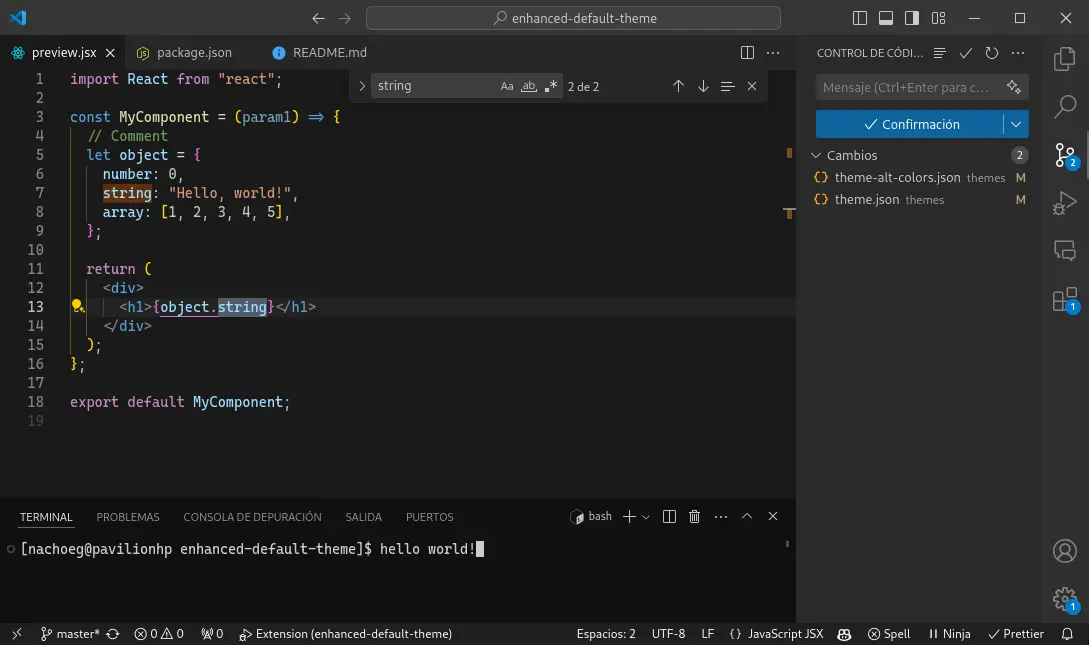 enhanced-default-theme
preview.jsx
package.json
README.md
string
Aa
ab
.*
2 de 2
1 import React from "react";
2
3 const MyComponent = (param1) => {
4 // Comment
5 let object = {
6 number: 0,
7 string: "Hello, world!",
8 array: [1, 2, 3, 4, 5],
9 };
10
11 return (
12 <div>
13 <h1>{object.string}</h1>
14 </div>
15 );
16 };
17
18 export default MyComponent;
19
CONTROL DE CÓDI...
Mensaje (Ctrl+Enter para c...
Confirmación
Cambios 2
{} theme-alt-colors.json themes M
{} theme.json themes M
2
1
1
TERMINAL PROBLEMAS CONSOLA DE DEPURACIÓN SALIDA PUERTOS
bash
[nachoeg@pavilionhp enhanced-default-theme]$ hello world!
master* 0 0 0 Extension (enhanced-default-theme) Espacios: 2 UTF-8 LF {} JavaScript JSX Spell Ninja Prettier